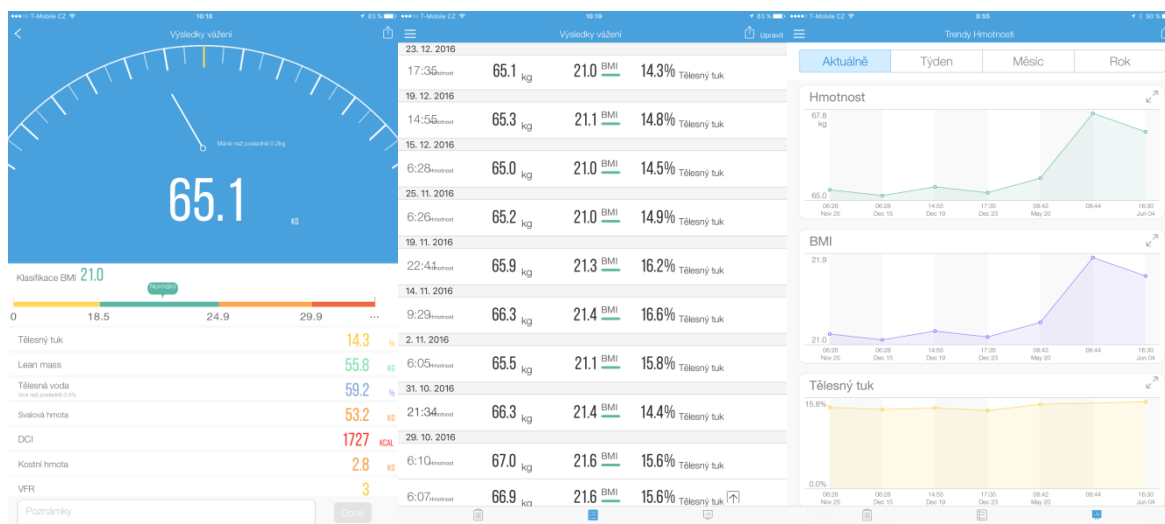 T-Mobile CZ 10:18 83 %
Výsledky vážení
Méně než posledně 0.2kg
65.1 KG
Klasifikace BMI 21.0
Normální
0 18.5 24.9 29.9 ...
Tělesný tuk 14.3 %
Lean mass 55.8 KG
Tělesná voda 59.2 %
Více než posledně 0.4%
Svalová hmota 53.2 KG
DCI 1727 KCAL
Kostní hmota 2.8 KG
VFR 3
Poznámky Done
T-Mobile CZ 10:19 83 %
Výsledky vážení Upravit
23. 12. 2016
17:35 Hmotnost 65.1 kg 21.0 BMI 14.3% Tělesný tuk
19. 12. 2016
14:55 Hmotnost 65.3 kg 21.1 BMI 14.8% Tělesný tuk
15. 12. 2016
6:28 Hmotnost 65.0 kg 21.0 BMI 14.5% Tělesný tuk
25. 11. 2016
6:26 Hmotnost 65.2 kg 21.0 BMI 14.9% Tělesný tuk
19. 11. 2016
22:41 Hmotnost 65.9 kg 21.3 BMI 16.2% Tělesný tuk
14. 11. 2016
9:29 Hmotnost 66.3 kg 21.4 BMI 16.6% Tělesný tuk
2. 11. 2016
6:05 Hmotnost 65.5 kg 21.1 BMI 15.8% Tělesný tuk
31. 10. 2016
21:34 Hmotnost 66.3 kg 21.4 BMI 14.4% Tělesný tuk
29. 10. 2016
6:10 Hmotnost 67.0 kg 21.6 BMI 15.6% Tělesný tuk
6:07 Hmotnost 66.9 kg 21.6 BMI 15.6% Tělesný tuk
T-Mobile CZ 8:55 90 %
Trendy Hmotnosti
Aktuálně Týden Měsíc Rok
Hmotnost
67.8
kg
65.0
06:26 06:28 14:55 17:35 08:42 08:44 16:30
Nov 25 Dec 15 Dec 19 Dec 23 May 20 Jun 04
BMI
21.9
21.0
06:26 06:28 14:55 17:35 08:42 08:44 16:30
Nov 25 Dec 15 Dec 19 Dec 23 May 20 Jun 04
Tělesný tuk
15.8%
0.0%
06:26 06:28 14:55 17:35 08:42 08:44 16:30
Nov 25 Dec 15 Dec 19 Dec 23 May 20 Jun 04